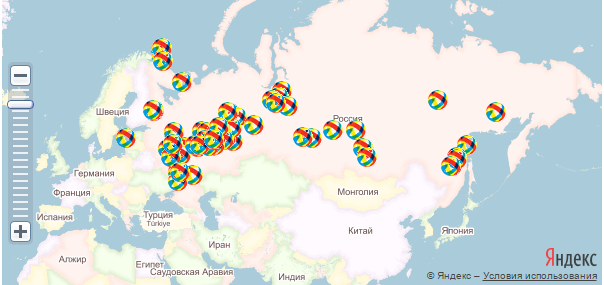 Швеция
Россия
Германия
Франция
Монголия
Испания
Турция
Türkiye
Китай
Япония
Иран
Алжир
Египет
Саудовская Аравия
Индия
Яндекс
© Яндекс – Условия использования